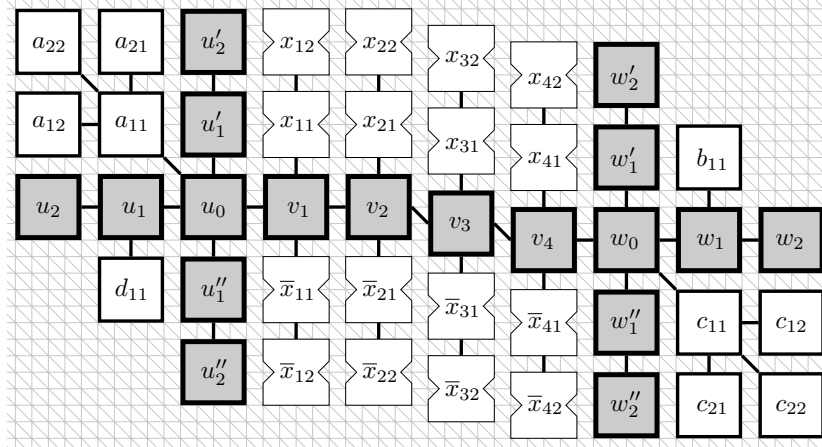 a₂₂ a₂₁ u′₂ x₁₂ x₂₂ x₃₂ x₄₂ w′₂
a₁₂ a₁₁ u′₁ x₁₁ x₂₁ x₃₁ x₄₁ w′₁ b₁₁
u₂ u₁ u₀ v₁ v₂ v₃ v₄ w₀ w₁ w₂
d₁₁ u″₁ x̅₁₁ x̅₂₁ x̅₃₁ x̅₄₁ w″₁ c₁₁ c₁₂
u″₂ x̅₁₂ x̅₂₂ x̅₃₂ x̅₄₂ w″₂ c₂₁ c₂₂